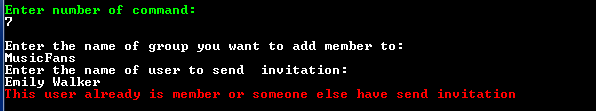 Enter number of command:
7
Enter the name of group you want to add member to:
MusicFans
Enter the name of user to send  invitation:
Emily Walker
This user already is member or someone else have send invitation